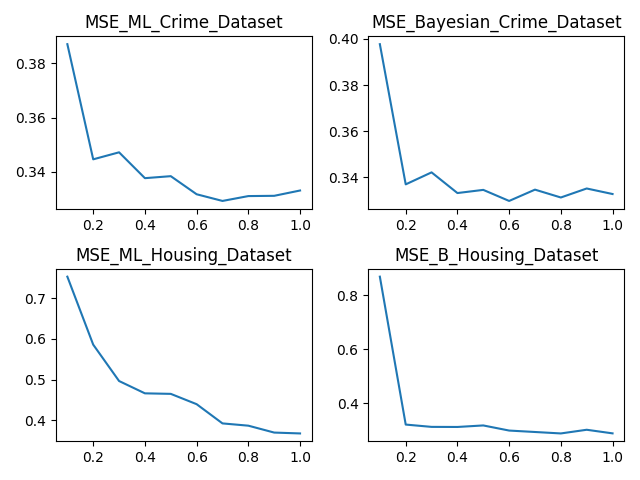 MSE_ML_Crime_Dataset
0.38
0.36
0.34
0.2 0.4 0.6 0.8 1.0
MSE_Bayesian_Crime_Dataset
0.40
0.38
0.36
0.34
0.2 0.4 0.6 0.8 1.0
MSE_ML_Housing_Dataset
0.7
0.6
0.5
0.4
0.2 0.4 0.6 0.8 1.0
MSE_B_Housing_Dataset
0.8
0.6
0.4
0.2 0.4 0.6 0.8 1.0